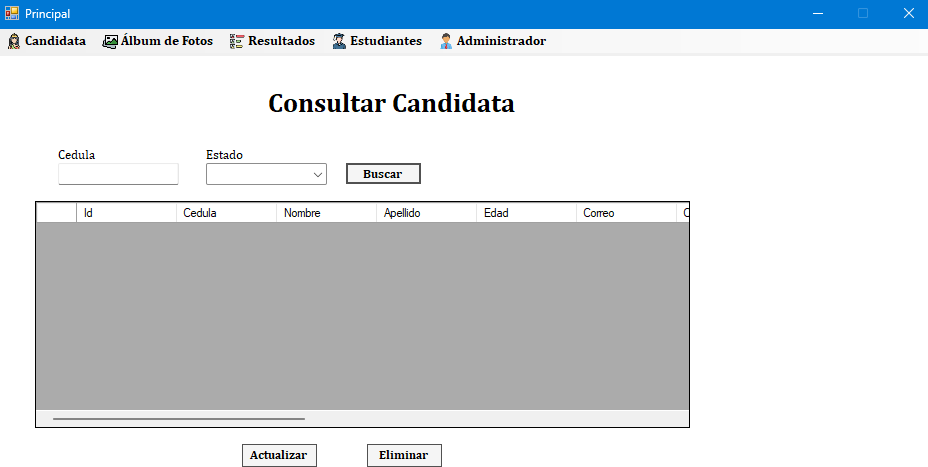 Principal
Candidata Álbum de Fotos Resultados Estudiantes Administrador
Consultar Candidata
Cedula Estado
Buscar
Id Cedula Nombre Apellido Edad Correo
Actualizar Eliminar